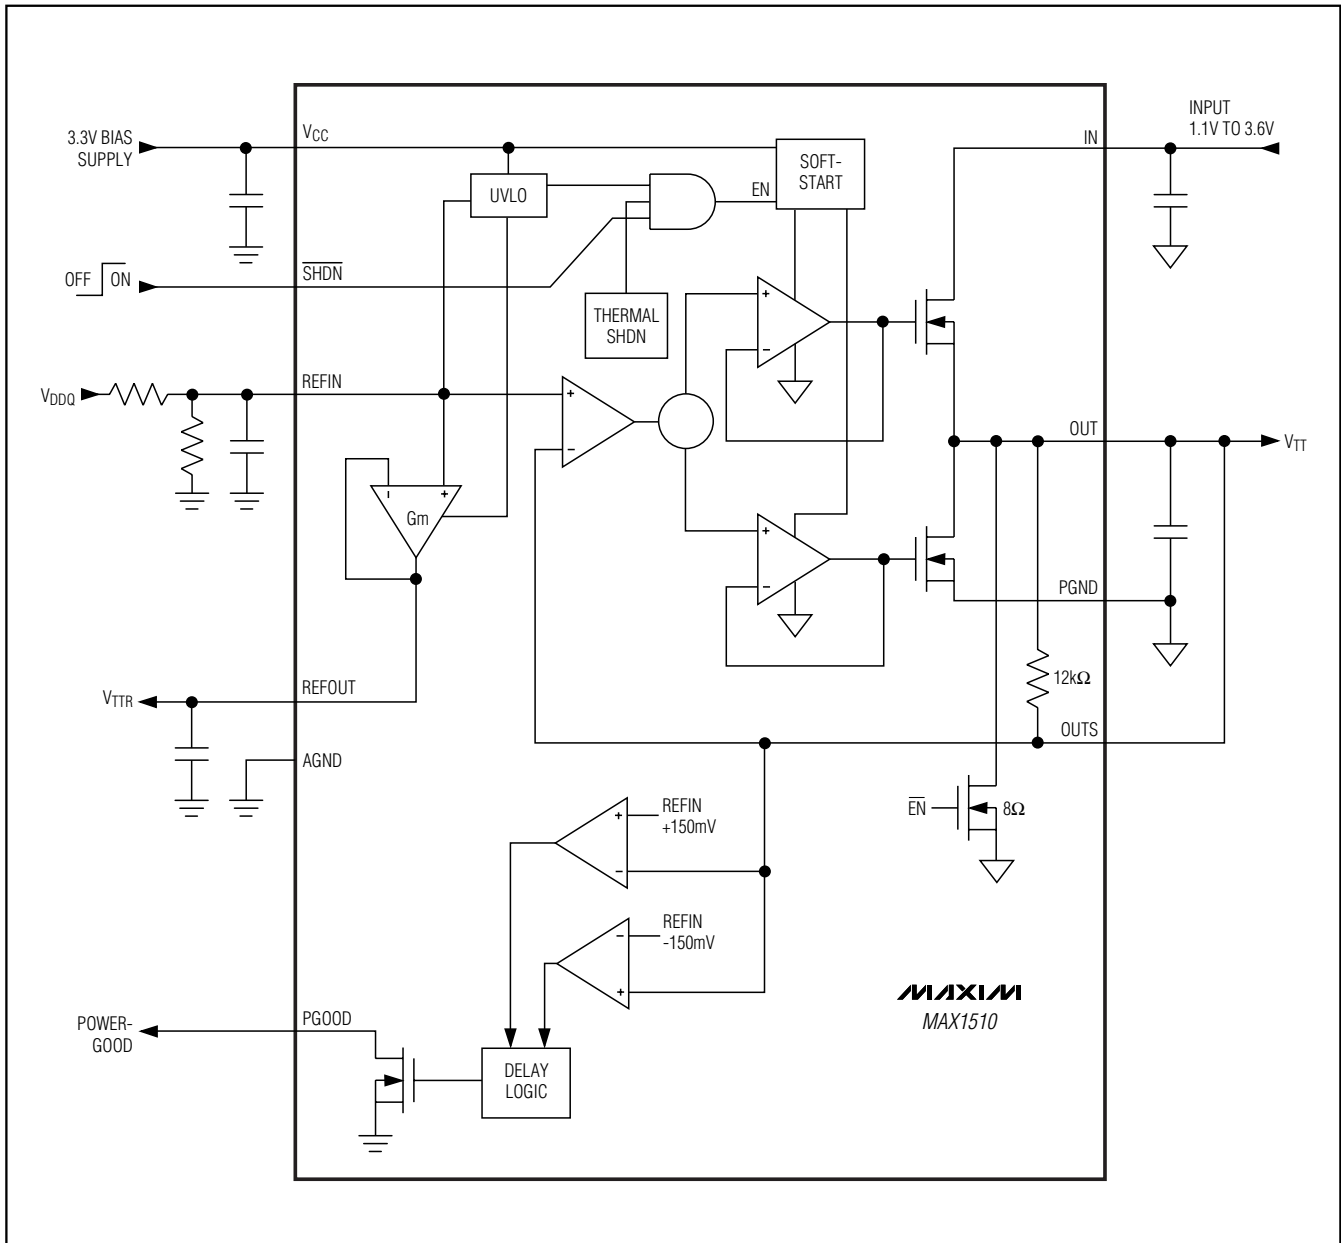 3.3V BIAS
SUPPLY
VCC
INPUT
1.1V TO 3.6V
IN
SOFT-
START
UVLO
EN
OFF
ON
SHDN
THERMAL
SHDN
+
−
VDDQ
REFIN
+
−
OUT
VTT
−
+
Gm
+
−
PGND
12kΩ
VTTR
REFOUT
OUTS
AGND
EN
8Ω
+
REFIN
+150mV
−
−
REFIN
-150mV
+
MAXIM
MAX1510
POWER-
GOOD
PGOOD
DELAY
LOGIC